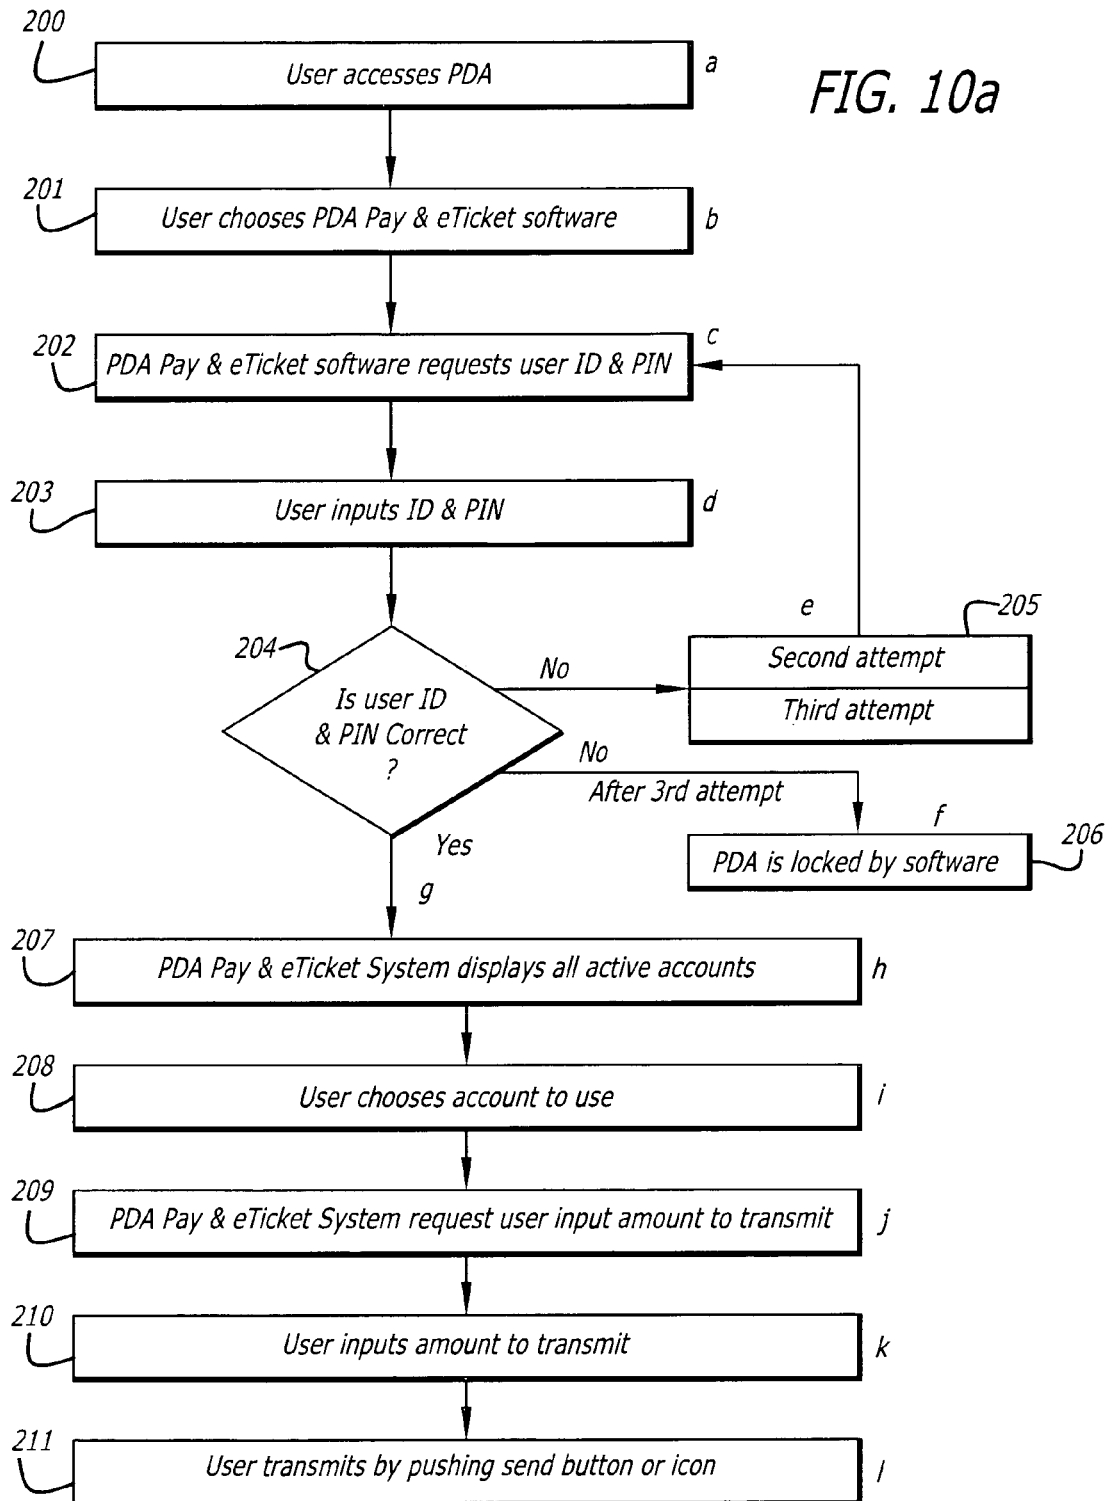 FIG. 10a
200
User accesses PDA
a
201
User chooses PDA Pay & eTicket software
b
202
PDA Pay & eTicket software requests user ID & PIN
c
203
User inputs ID & PIN
d
204
Is user ID
& PIN Correct
?
No
e
205
Second attempt
Third attempt
No
After 3rd attempt
f
PDA is locked by software
206
Yes
g
207
PDA Pay & eTicket System displays all active accounts
h
208
User chooses account to use
i
209
PDA Pay & eTicket System request user input amount to transmit
j
210
User inputs amount to transmit
k
211
User transmits by pushing send button or icon
l